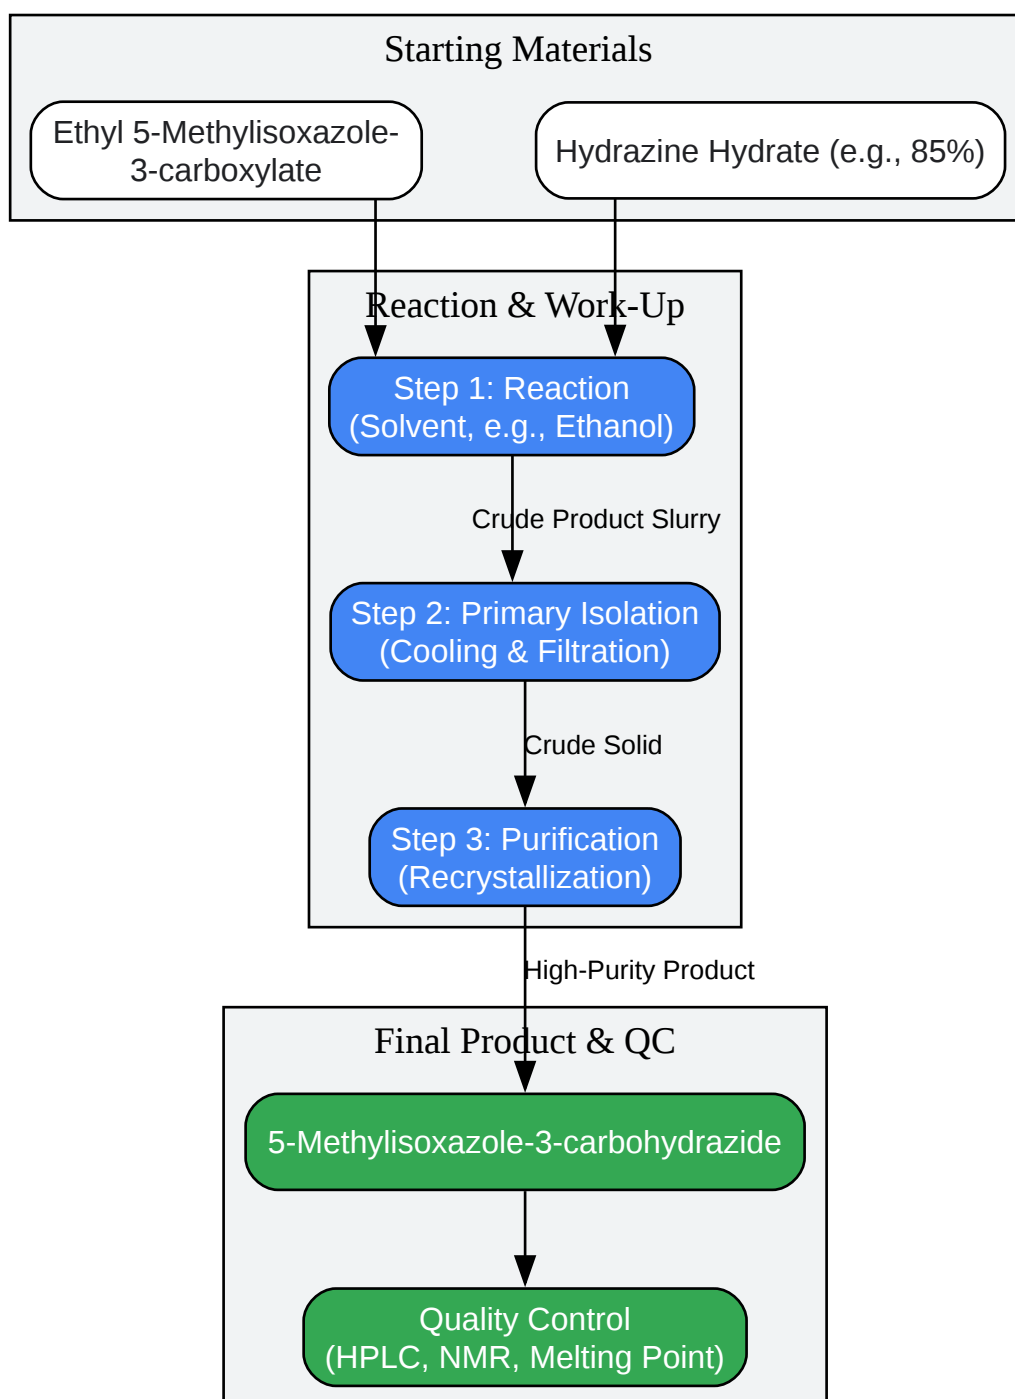 Starting Materials
Ethyl 5-Methylisoxazole-
3-carboxylate
Hydrazine Hydrate (e.g., 85%)
Reaction & Work-Up
Step 1: Reaction
(Solvent, e.g., Ethanol)
Crude Product Slurry
Step 2: Primary Isolation
(Cooling & Filtration)
Crude Solid
Step 3: Purification
(Recrystallization)
High-Purity Product
Final Product & QC
5-Methylisoxazole-3-carbohydrazide
Quality Control
(HPLC, NMR, Melting Point)